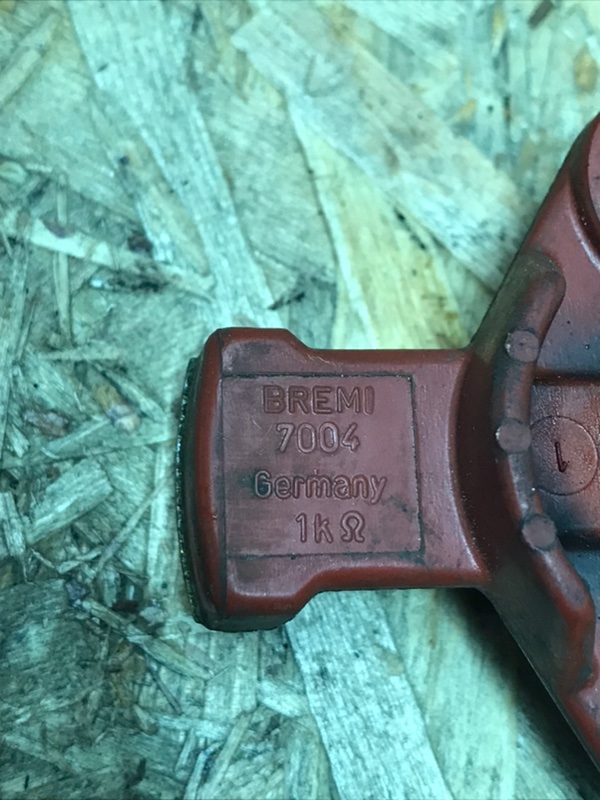 BREMI
7004
Germany
1kΩ
1